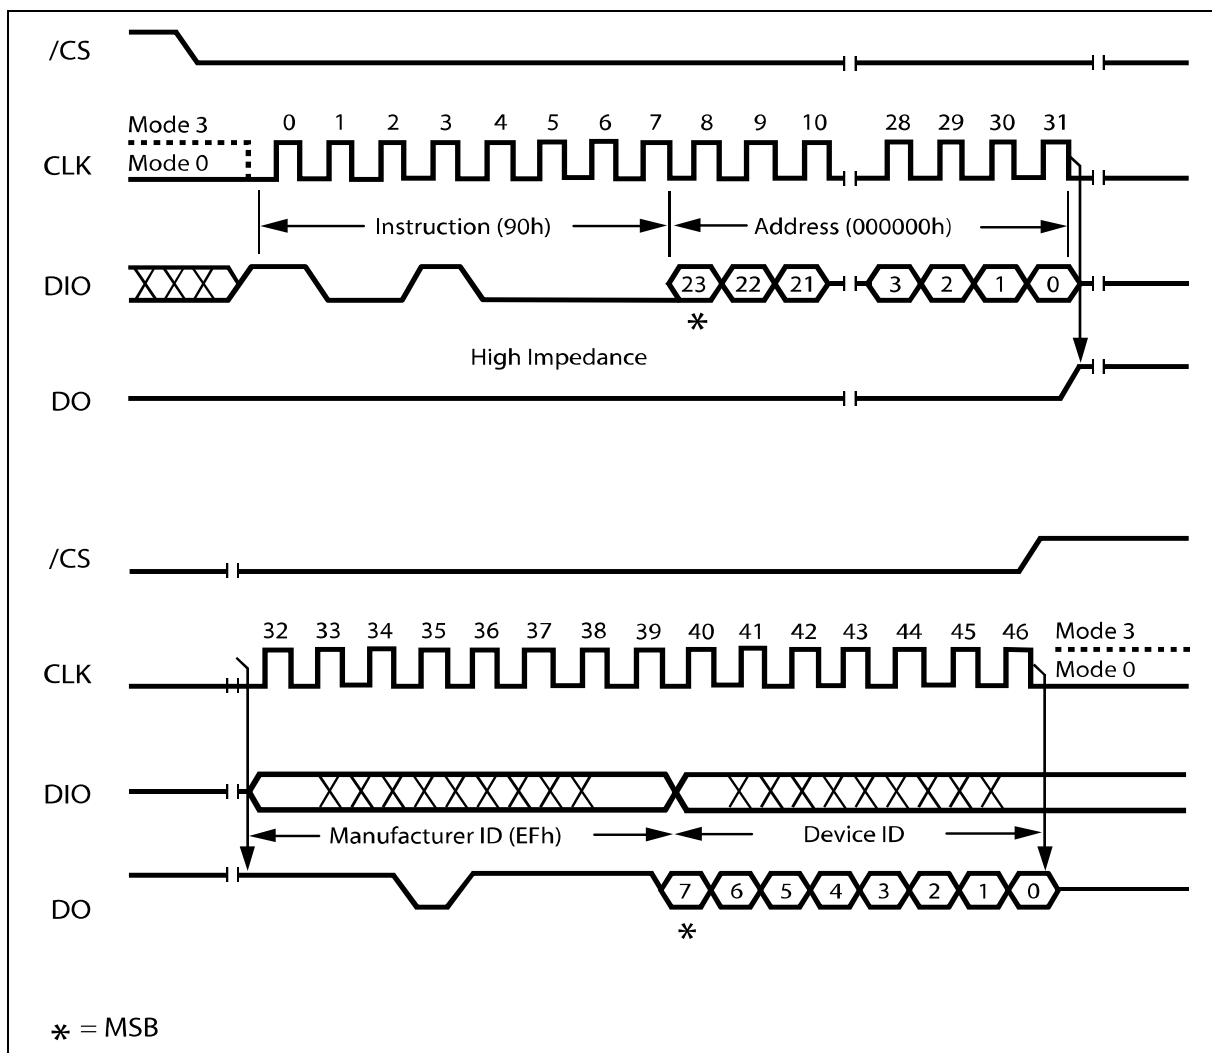 /CS
0 1 2 3 4 5 6 7 8 9 10 28 29 30 31
Mode 3
CLK
Mode 0
Instruction (90h) Address (000000h)
DIO
23 22 21 3 2 1 0
*
High Impedance
DO
/CS
32 33 34 35 36 37 38 39 40 41 42 43 44 45 46
Mode 3
CLK
Mode 0
DIO
Manufacturer ID (EFh) Device ID
DO
7 6 5 4 3 2 1 0
*
* = MSB